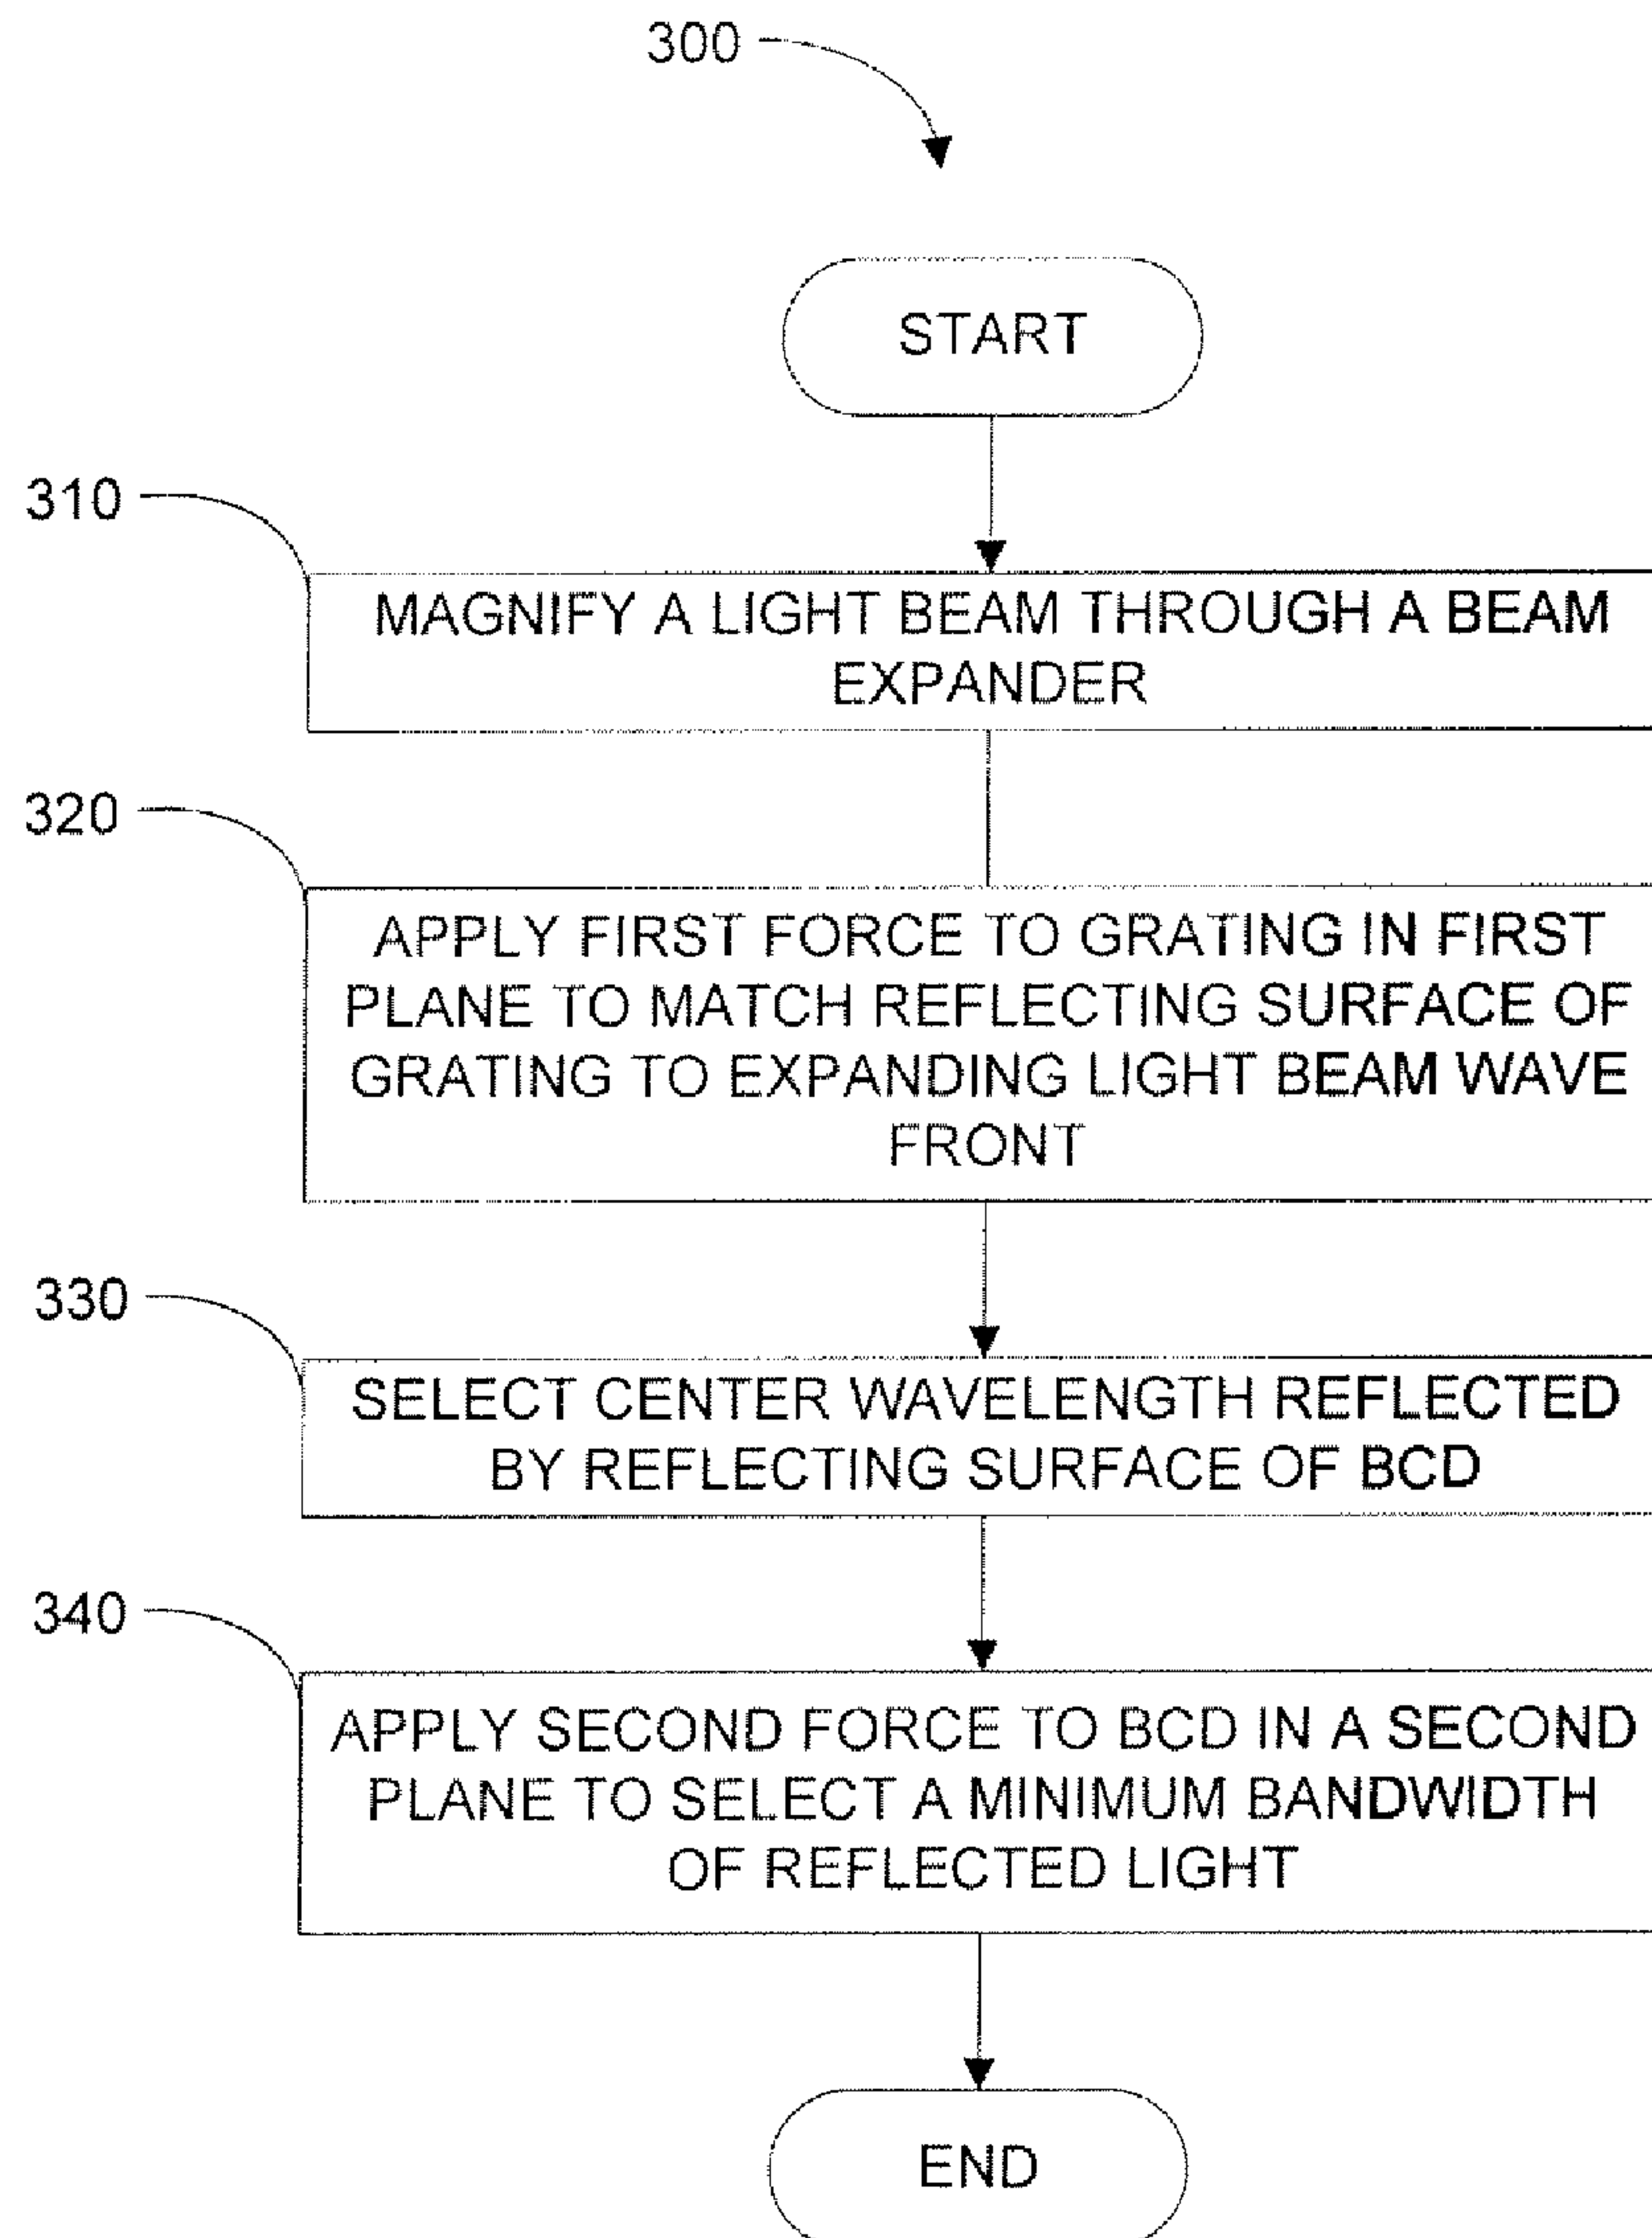 300
START
310
MAGNIFY A LIGHT BEAM THROUGH A BEAM
EXPANDER
320
APPLY FIRST FORCE TO GRATING IN FIRST
PLANE TO MATCH REFLECTING SURFACE OF
GRATING TO EXPANDING LIGHT BEAM WAVE
FRONT
330
SELECT CENTER WAVELENGTH REFLECTED
BY REFLECTING SURFACE OF BCD
340
APPLY SECOND FORCE TO BCD IN A SECOND
PLANE TO SELECT A MINIMUM BANDWIDTH
OF REFLECTED LIGHT
END